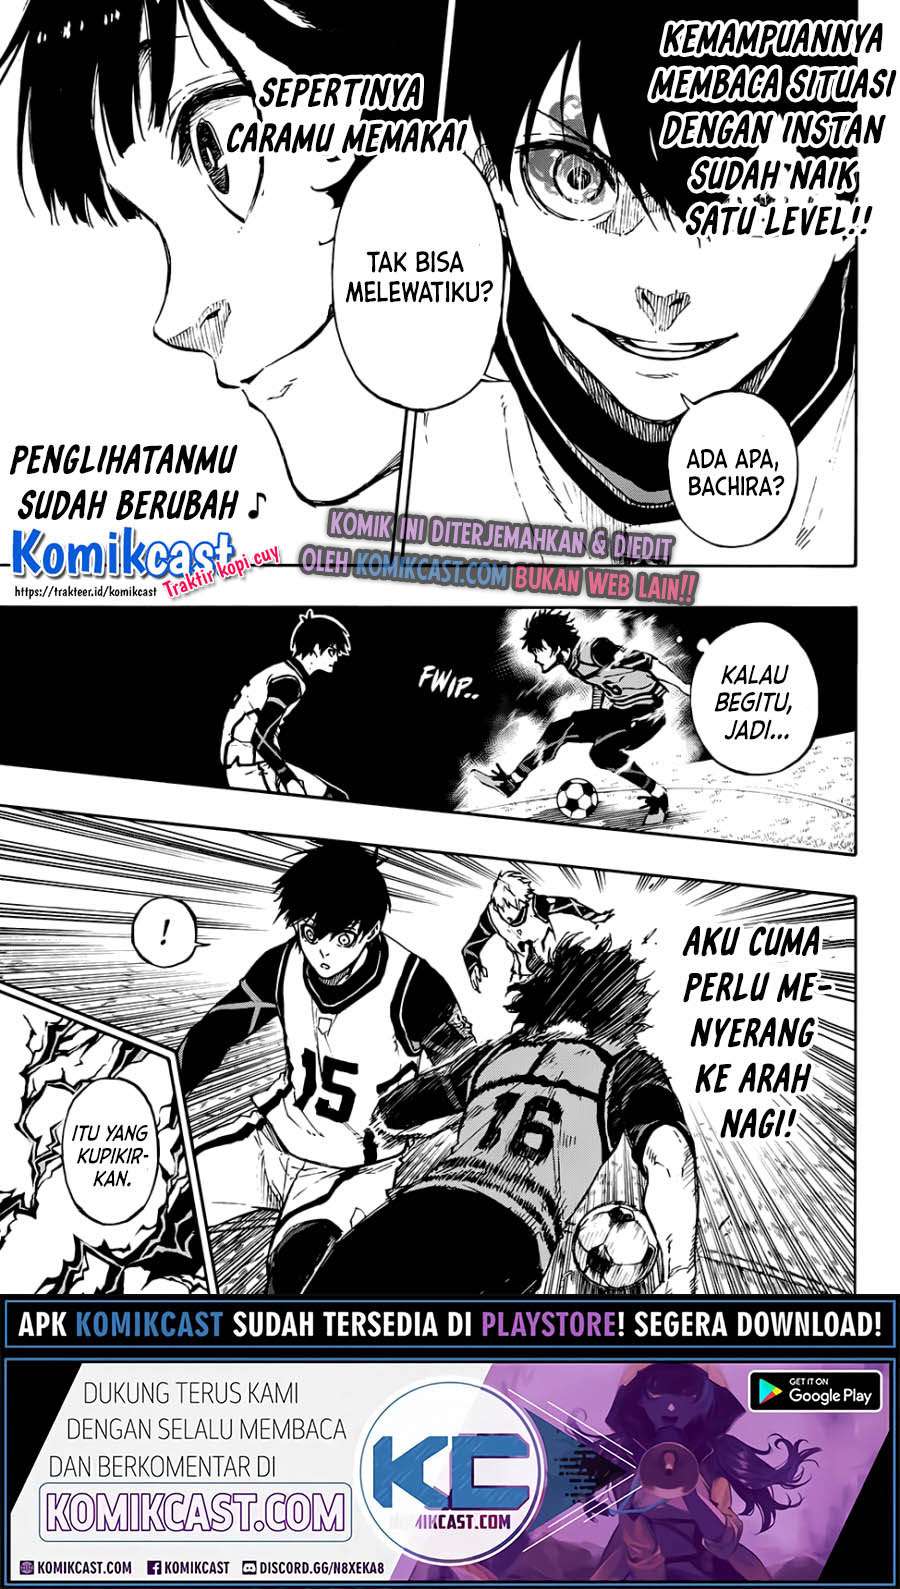 KEMAMPUANNYA
MEMBACA SITUASI
DENGAN INSTAN
SUDAH NAIK
SATU LEVEL!!
ADA APA,
BACHIRA?
TAK BISA
MELEWATIKU?
SEPERTINYA
CARAMU MEMAKAI
PENGLIHATANMU
SUDAH BERUBAH ♪
Komikcast
Traktir kopi cuy
https://trakteer.id/komikcast
KOMIK INI DITERJEMAHKAN & DIEDIT
OLEH KOMIKCAST.COM BUKAN WEB LAIN!!
KALAU
BEGITU,
JADI...
FWIP..
8
AKU CUMA
PERLU ME-
NYERANG
KE ARAH
NAGI!
!
15
16
ITU YANG
KUPIKIR-
KAN.
APK KOMIKCAST SUDAH TERSEDIA DI PLAYSTORE! SEGERA DOWNLOAD!
DUKUNG TERUS KAMI
DENGAN SELALU MEMBACA
DAN BERKOMENTAR DI
KOMIKCAST.COM
KOMIKCAST.COM
KOMIKCAST
DISCORD.GG/N8XEKA8
KC
KOMIKCAST.COM
GET IT ON
Google Play